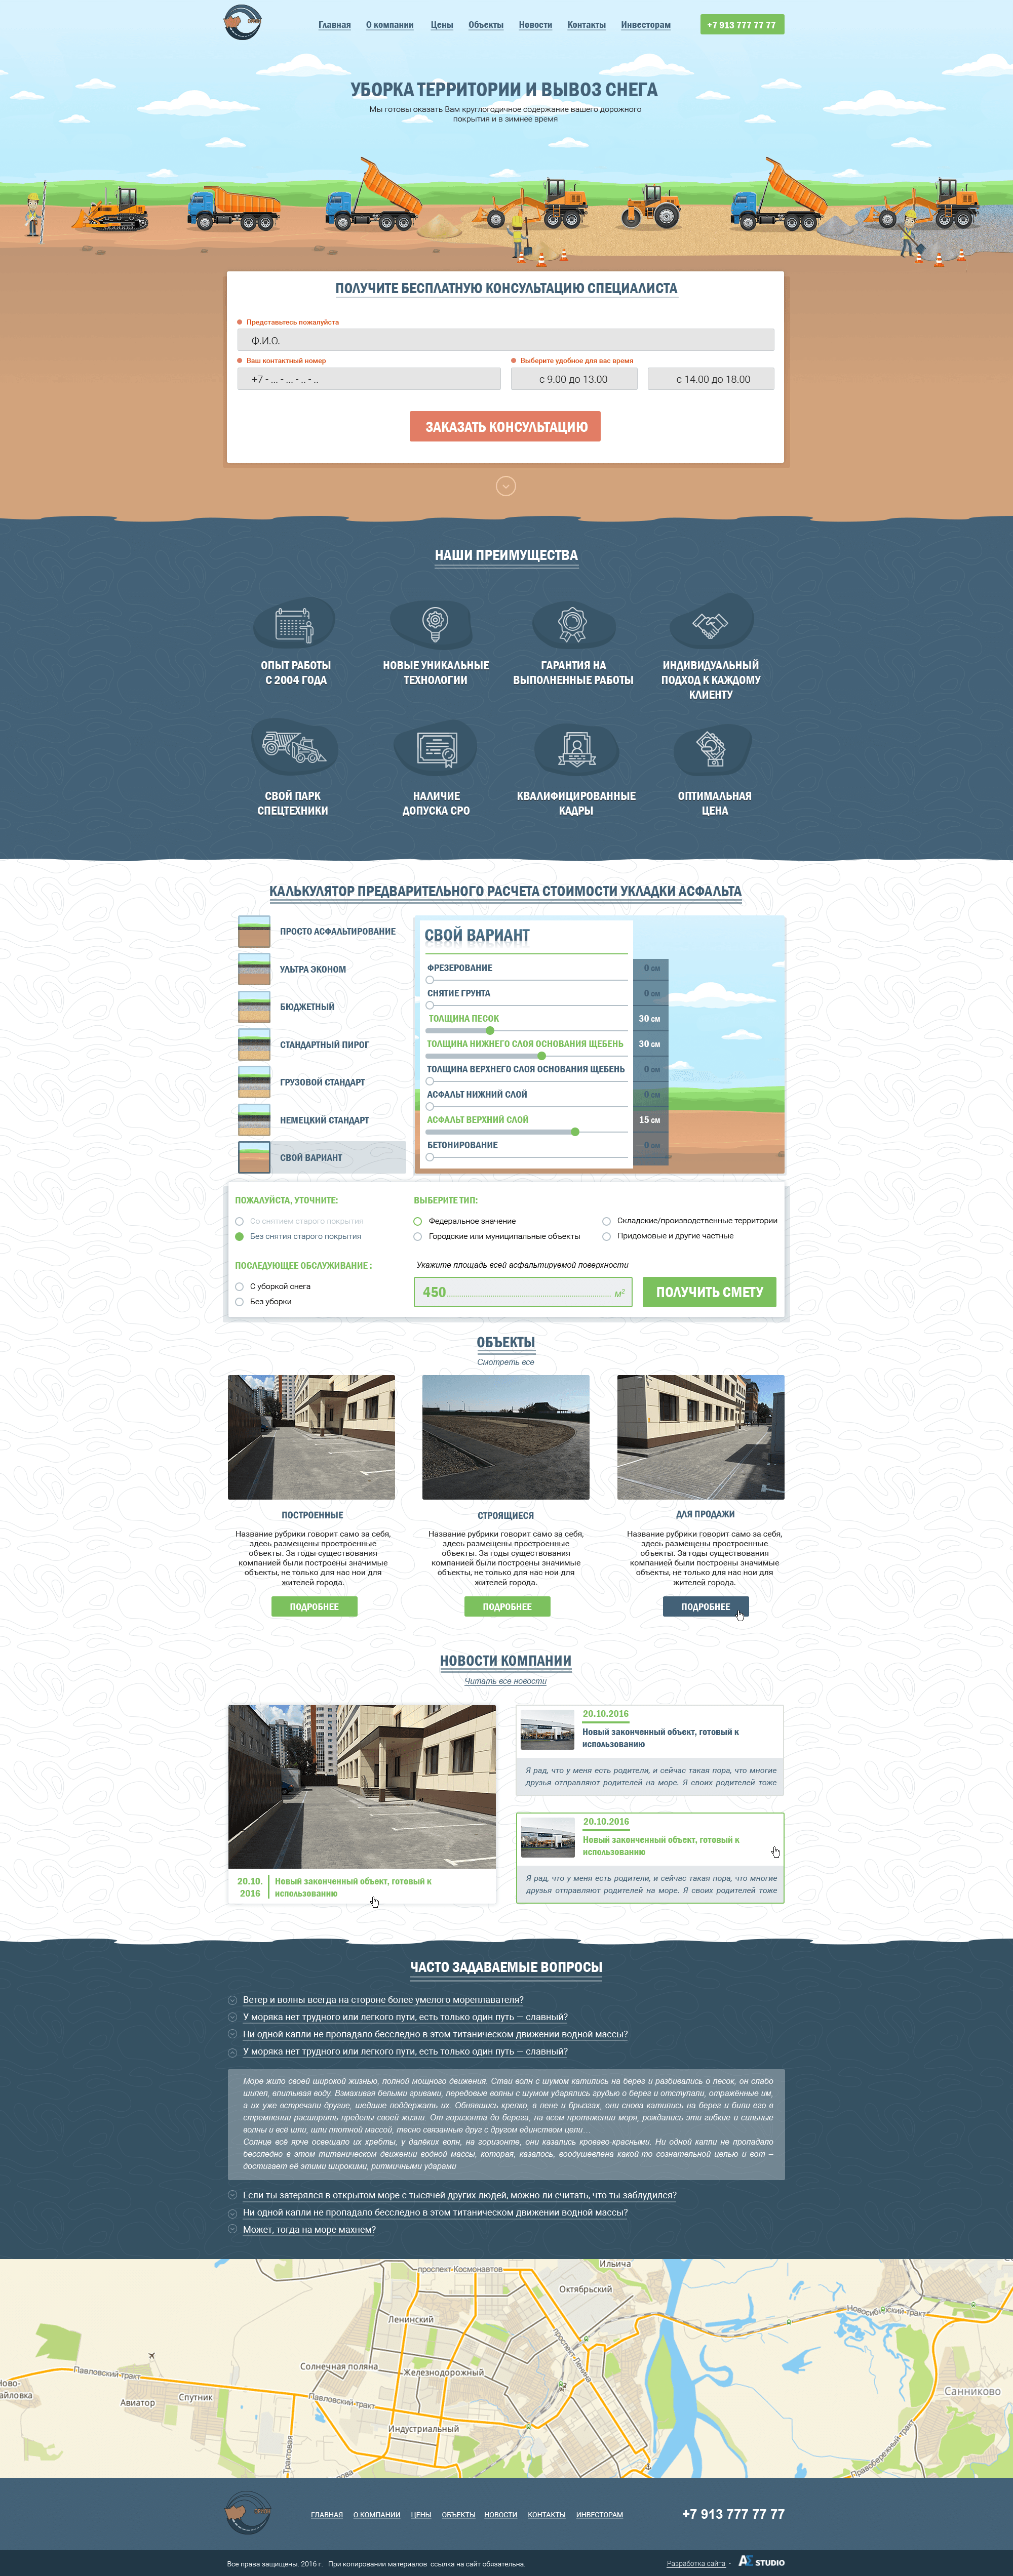 Главная О компании Цены Объекты Новости Контакты Инвесторам +7 913 777 77 77
УБОРКА ТЕРРИТОРИИ И ВЫВОЗ СНЕГА
Мы готовы оказать Вам круглогодичное содержание вашего дорожного
покрытия и в зимнее время
ПОЛУЧИТЕ БЕСПЛАТНУЮ КОНСУЛЬТАЦИЮ СПЕЦИАЛИСТА
Представьтесь пожалуйста
Ф.И.О.
Ваш контактный номер
Выберите удобное для вас время
+7 - ... - ... - .. - ..
с 9.00 до 13.00
с 14.00 до 18.00
ЗАКАЗАТЬ КОНСУЛЬТАЦИЮ
НАШИ ПРЕИМУЩЕСТВА
ОПЫТ РАБОТЫ
С 2004 ГОДА
НОВЫЕ УНИКАЛЬНЫЕ
ТЕХНОЛОГИИ
ГАРАНТИЯ НА
ВЫПОЛНЕННЫЕ РАБОТЫ
ИНДИВИДУАЛЬНЫЙ
ПОДХОД К КАЖДОМУ
КЛИЕНТУ
СВОЙ ПАРК
СПЕЦТЕХНИКИ
НАЛИЧИЕ
ДОПУСКА СРО
КВАЛИФИЦИРОВАННЫЕ
КАДРЫ
ОПТИМАЛЬНАЯ
ЦЕНА
КАЛЬКУЛЯТОР ПРЕДВАРИТЕЛЬНОГО РАСЧЕТА СТОИМОСТИ УКЛАДКИ АСФАЛЬТА
ПРОСТО АСФАЛЬТИРОВАНИЕ
УЛЬТРА ЭКОНОМ
БЮДЖЕТНЫЙ
СТАНДАРТНЫЙ ПИРОГ
ГРУЗОВОЙ СТАНДАРТ
НЕМЕЦКИЙ СТАНДАРТ
СВОЙ ВАРИАНТ
СВОЙ ВАРИАНТ
ФРЕЗЕРОВАНИЕ 0 см
СНЯТИЕ ГРУНТА 0 см
ТОЛЩИНА ПЕСОК 30 см
ТОЛЩИНА НИЖНЕГО СЛОЯ ОСНОВАНИЯ ЩЕБЕНЬ 30 см
ТОЛЩИНА ВЕРХНЕГО СЛОЯ ОСНОВАНИЯ ЩЕБЕНЬ 0 см
АСФАЛЬТ НИЖНИЙ СЛОЙ 0 см
АСФАЛЬТ ВЕРХНИЙ СЛОЙ 15 см
БЕТОНИРОВАНИЕ 0 см
ПОЖАЛУЙСТА, УТОЧНИТЕ:
Со снятием старого покрытия
Без снятия старого покрытия
ВЫБЕРИТЕ ТИП:
Федеральное значение
Городские или муниципальные объекты
Складские/производственные территории
Придомовые и другие частные
ПОСЛЕДУЮЩЕЕ ОБСЛУЖИВАНИЕ :
С уборкой снега
Без уборки
Укажите площадь всей асфальтируемой поверхности
450 м²
ПОЛУЧИТЬ СМЕТУ
ОБЪЕКТЫ
Смотреть все
ПОСТРОЕННЫЕ
Название рубрики говорит само за себя,
здесь размещены простроенные
объекты. За годы существования
компанией были построены значимые
объекты, не только для нас нои для
жителей города.
ПОДРОБНЕЕ
СТРОЯЩИЕСЯ
Название рубрики говорит само за себя,
здесь размещены простроенные
объекты. За годы существования
компанией были построены значимые
объекты, не только для нас нои для
жителей города.
ПОДРОБНЕЕ
ДЛЯ ПРОДАЖИ
Название рубрики говорит само за себя,
здесь размещены простроенные
объекты. За годы существования
компанией были построены значимые
объекты, не только для нас нои для
жителей города.
ПОДРОБНЕЕ
НОВОСТИ КОМПАНИИ
Читать все новости
20.10.
2016
Новый законченный объект, готовый к
использованию
20.10.2016
Новый законченный объект, готовый к
использованию
Я рад, что у меня есть родители, и сейчас такая пора, что многие
друзья отправляют родителей на море. Я своих родителей тоже
20.10.2016
Новый законченный объект, готовый к
использованию
Я рад, что у меня есть родители, и сейчас такая пора, что многие
друзья отправляют родителей на море. Я своих родителей тоже
ЧАСТО ЗАДАВАЕМЫЕ ВОПРОСЫ
Ветер и волны всегда на стороне более умелого мореплавателя?
У моряка нет трудного или легкого пути, есть только один путь — славный?
Ни одной капли не пропадало бесследно в этом титаническом движении водной массы?
У моряка нет трудного или легкого пути, есть только один путь — славный?
Море жило своей широкой жизнью, полной мощного движения. Стаи волн с шумом катились на берег и разбивались о песок, он слабо
шипел, впитывая воду. Взмахивая белыми гривами, передовые волны с шумом ударялись грудью о берег и отступали, отражённые им,
а их уже встречали другие, шедшие поддержать их. Обнявшись крепко, в пене и брызгах, они снова катились на берег и били его в
стремлении расширить пределы своей жизни. От горизонта до берега, на всём протяжении моря, рождались эти гибкие и сильные
волны и всё шли, шли плотной массой, тесно связанные друг с другом единством цели…
Солнце всё ярче освещало их хребты, у далёких волн, на горизонте, они казались кроваво-красными. Ни одной капли не пропадало
бесследно в этом титаническом движении водной массы, которая, казалось, воодушевлена какой-то сознательной целью и вот –
достигает её этими широкими, ритмичными ударами
Если ты затерялся в открытом море с тысячей других людей, можно ли считать, что ты заблудился?
Ни одной капли не пропадало бесследно в этом титаническом движении водной массы?
Может, тогда на море махнем?
проспект Космонавтов
Ильича
Октябрьский
Ленинский
Новосибирский тракт
проспект Ленина
Солнечная поляна
Железнодорожный
Павловский тракт
Ново-
айловка
Авиатор
Спутник
Павловский тракт
Санниково
Индустриальный
Трактовая
Правобережный тракт
ова
ГЛАВНАЯ О КОМПАНИИ ЦЕНЫ ОБЪЕКТЫ НОВОСТИ КОНТАКТЫ ИНВЕСТОРАМ +7 913 777 77 77
Все права защищены. 2016 г. При копировании материалов ссылка на сайт обязательна.
Разработка сайта - AE STUDIO